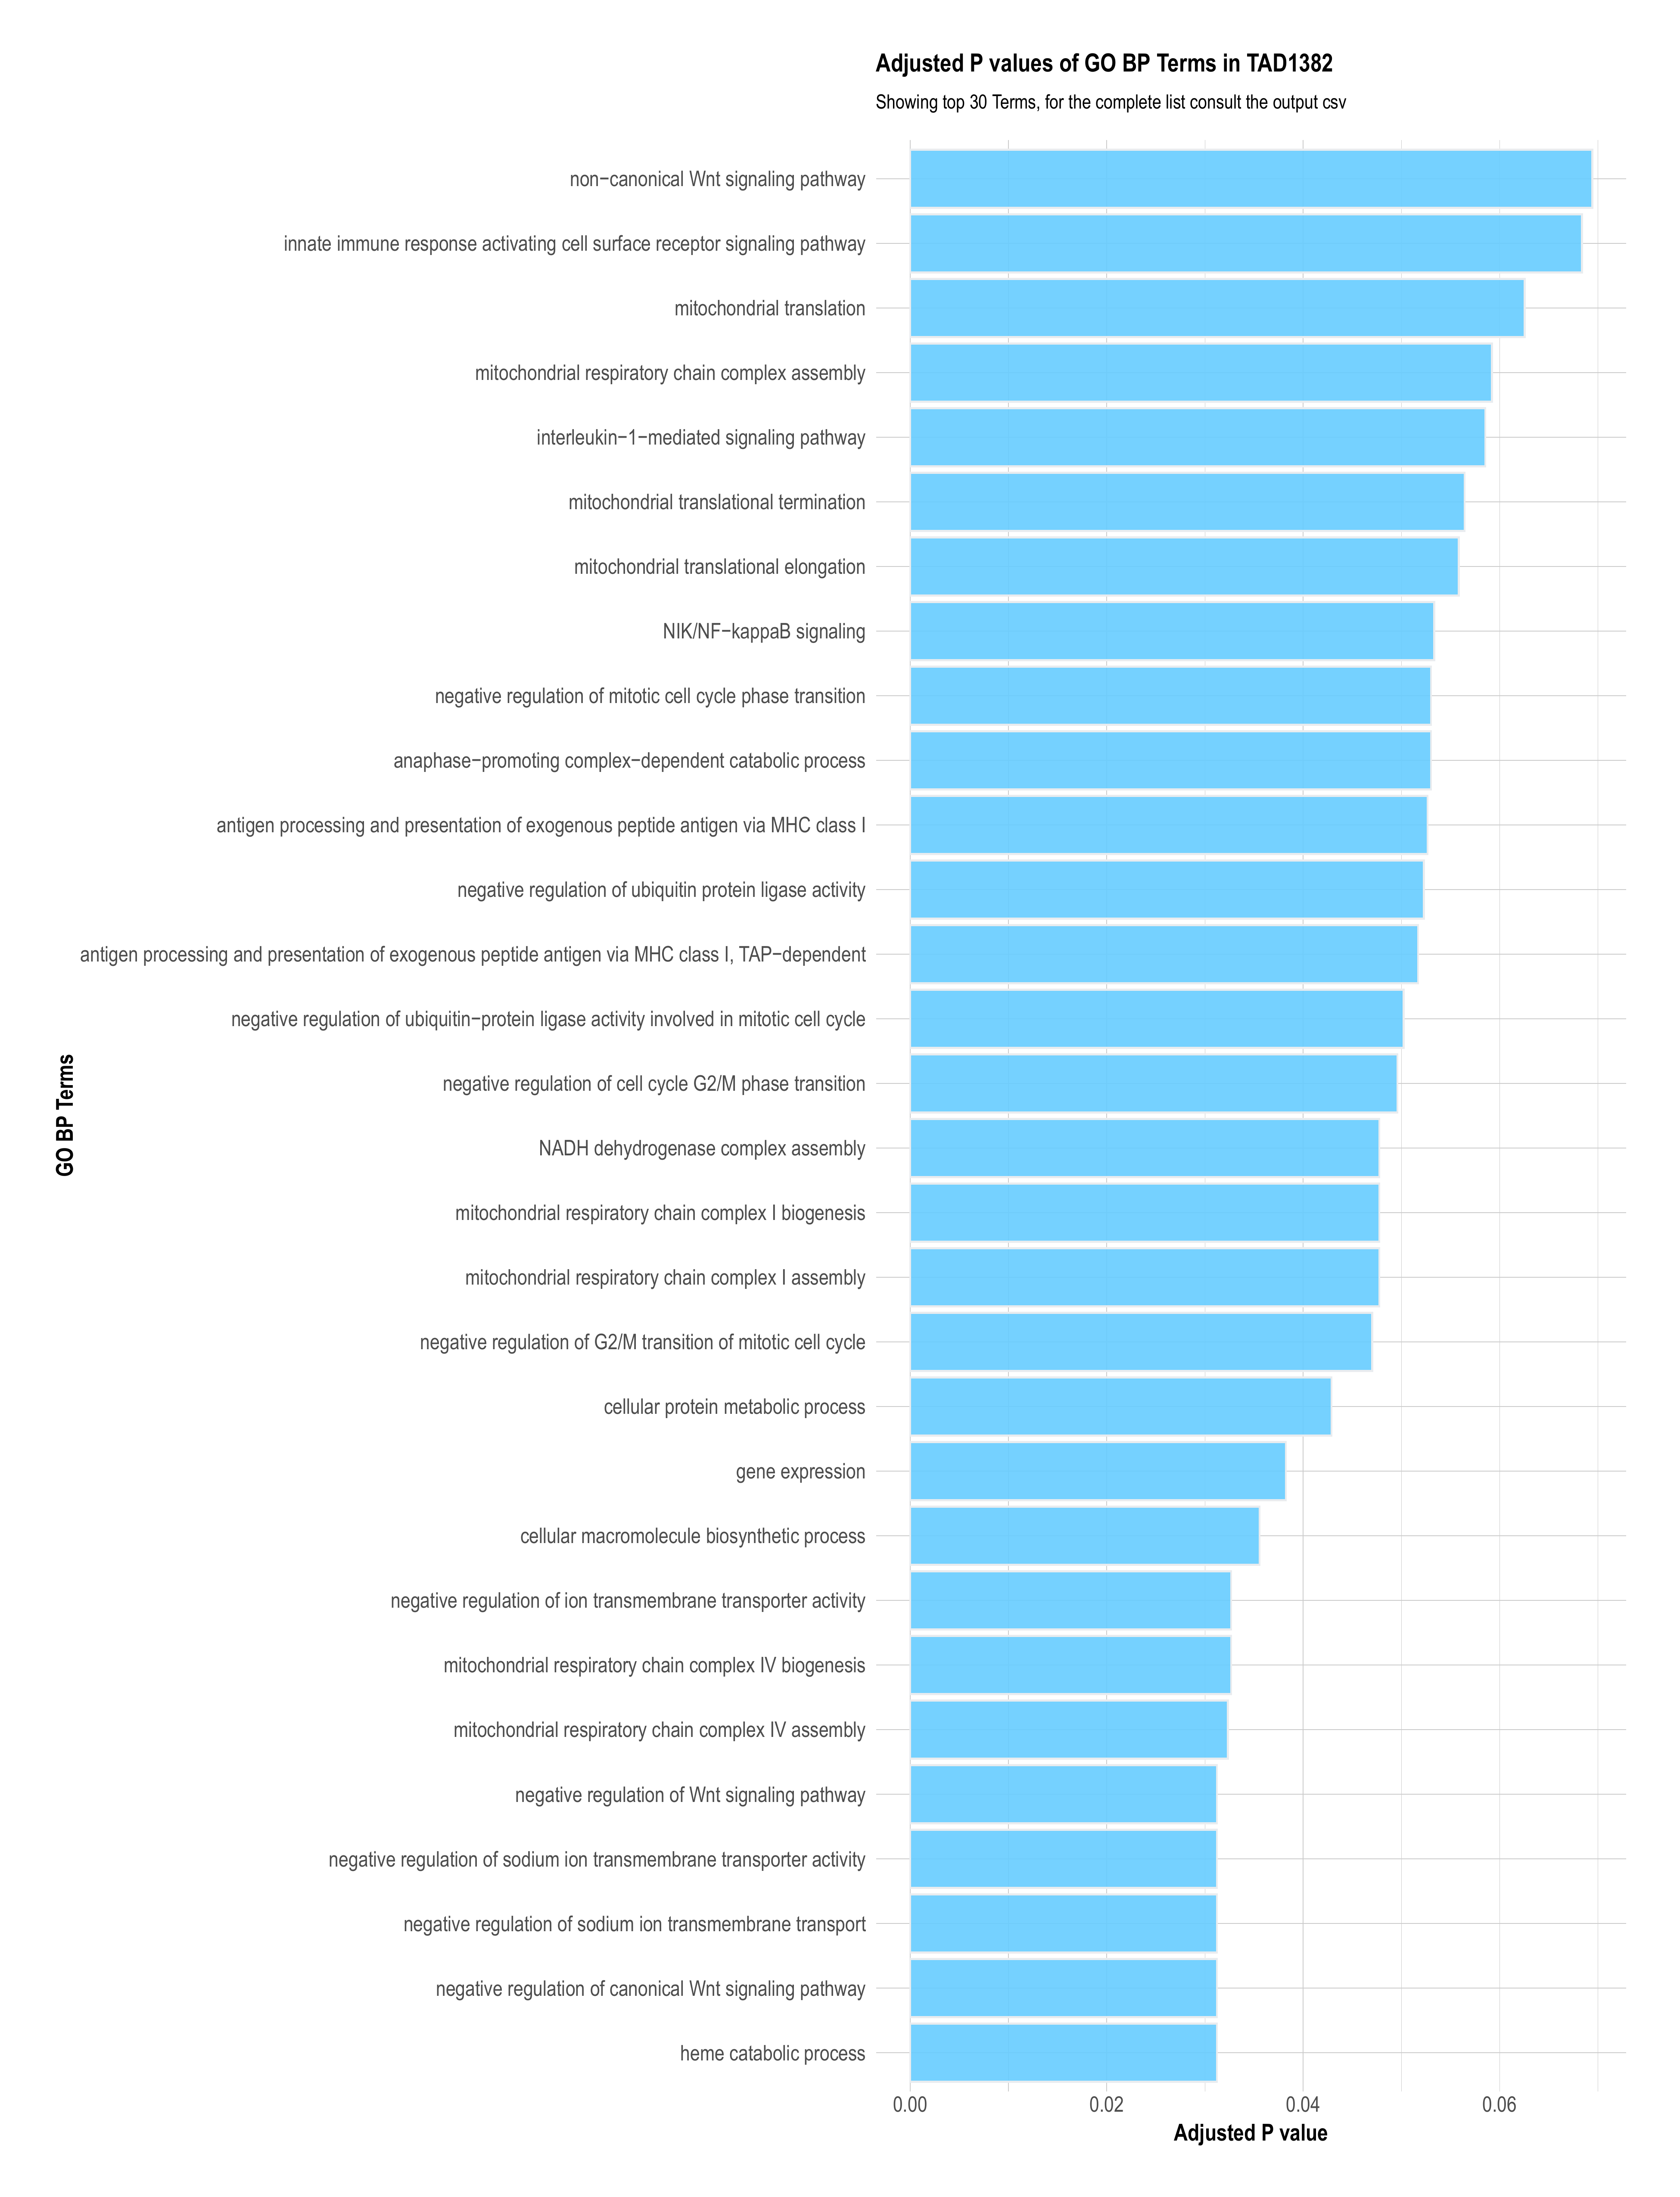 Adjusted P values of GO BP Terms in TAD1382
Showing top 30 Terms, for the complete list consult the output csv
non−canonical Wnt signaling pathway
innate immune response activating cell surface receptor signaling pathway
mitochondrial translation
mitochondrial respiratory chain complex assembly
interleukin−1−mediated signaling pathway
mitochondrial translational termination
mitochondrial translational elongation
NIK/NF−kappaB signaling
negative regulation of mitotic cell cycle phase transition
anaphase−promoting complex−dependent catabolic process
antigen processing and presentation of exogenous peptide antigen via MHC class I
negative regulation of ubiquitin protein ligase activity
antigen processing and presentation of exogenous peptide antigen via MHC class I, TAP−dependent
negative regulation of ubiquitin−protein ligase activity involved in mitotic cell cycle
negative regulation of cell cycle G2/M phase transition
NADH dehydrogenase complex assembly
mitochondrial respiratory chain complex I biogenesis
mitochondrial respiratory chain complex I assembly
negative regulation of G2/M transition of mitotic cell cycle
cellular protein metabolic process
gene expression
cellular macromolecule biosynthetic process
negative regulation of ion transmembrane transporter activity
mitochondrial respiratory chain complex IV biogenesis
mitochondrial respiratory chain complex IV assembly
negative regulation of Wnt signaling pathway
negative regulation of sodium ion transmembrane transporter activity
negative regulation of sodium ion transmembrane transport
negative regulation of canonical Wnt signaling pathway
heme catabolic process
GO BP Terms
0.00 0.02 0.04 0.06
Adjusted P value